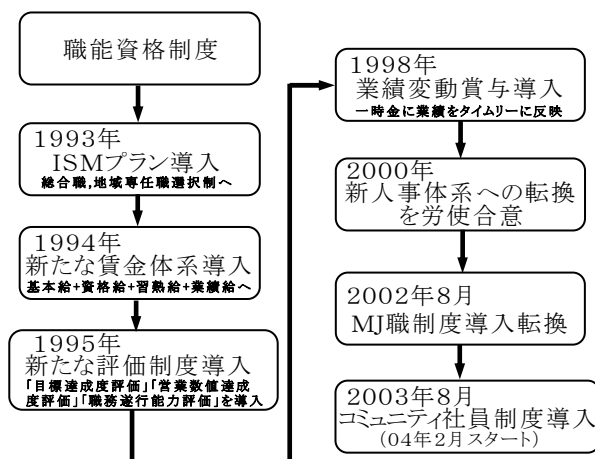 職能資格制度
1993年
ISMプラン導入
総合職,地域専任職選択制へ
1994年
新たな賃金体系導入
基本給+資格給+習熟給+業績給へ
1995年
新たな評価制度導入
「目標達成度評価」「営業数値達成
度評価」「職務遂行能力評価」を導入
1998年
業績変動賞与導入
一時金に業績をタイムリーに反映
2000年
新人事体系への転換
を労使合意
2002年8月
MJ職制度導入転換
2003年8月
コミュニティ社員制度導入
(04年2月スタート)